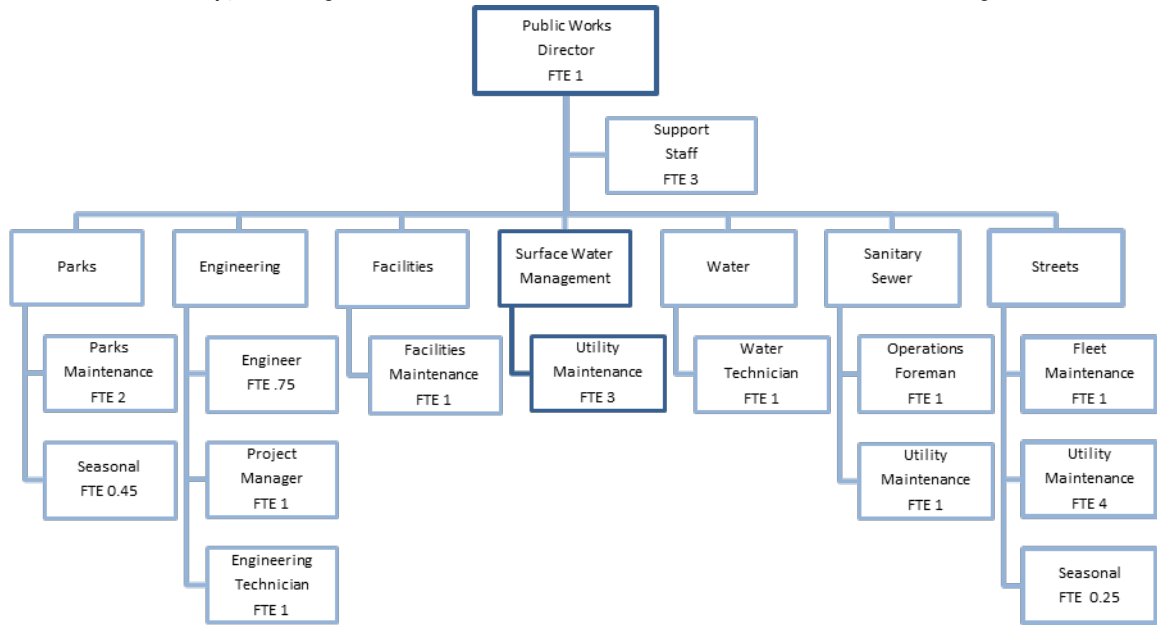 Public Works
Director
FTE 1
Support
Staff
FTE 3
Parks
Engineering
Facilities
Surface Water
Management
Water
Sanitary
Sewer
Streets
Parks
Maintenance
FTE 2
Engineer
FTE .75
Facilities
Maintenance
FTE 1
Utility
Maintenance
FTE 3
Water
Technician
FTE 1
Operations
Foreman
FTE 1
Fleet
Maintenance
FTE 1
Seasonal
FTE 0.45
Project
Manager
FTE 1
Utility
Maintenance
FTE 1
Utility
Maintenance
FTE 4
Engineering
Technician
FTE 1
Seasonal
FTE 0.25